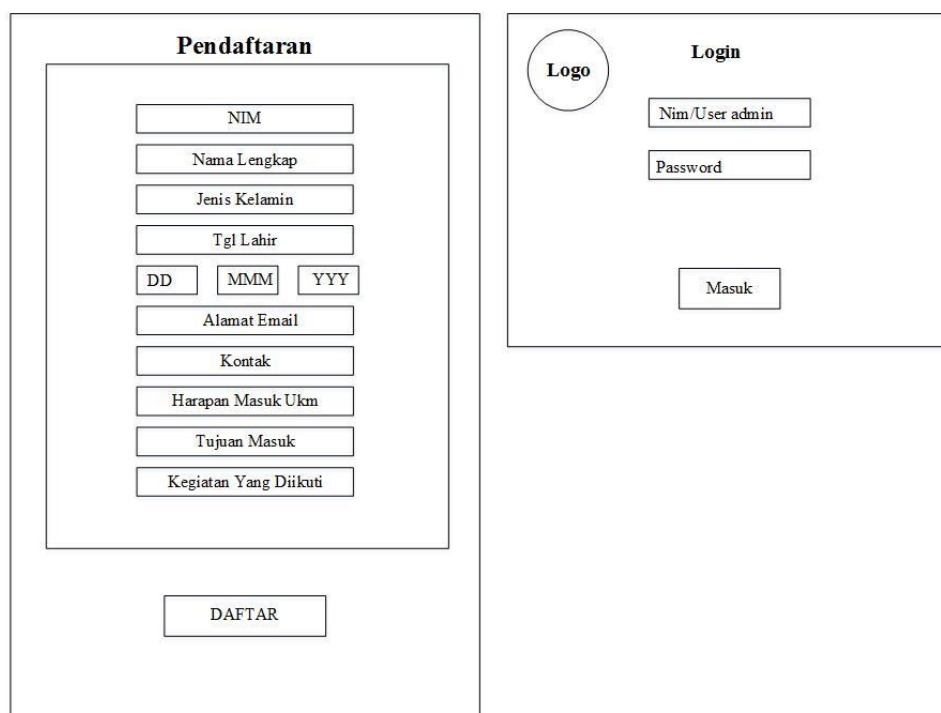 Pendaftaran
NIM
Nama Lengkap
Jenis Kelamin
Tgl Lahir
DD MMM YYY
Alamat Email
Kontak
Harapan Masuk Ukm
Tujuan Masuk
Kegiatan Yang Diikuti
DAFTAR
Logo
Login
Nim/User admin
Password
Masuk